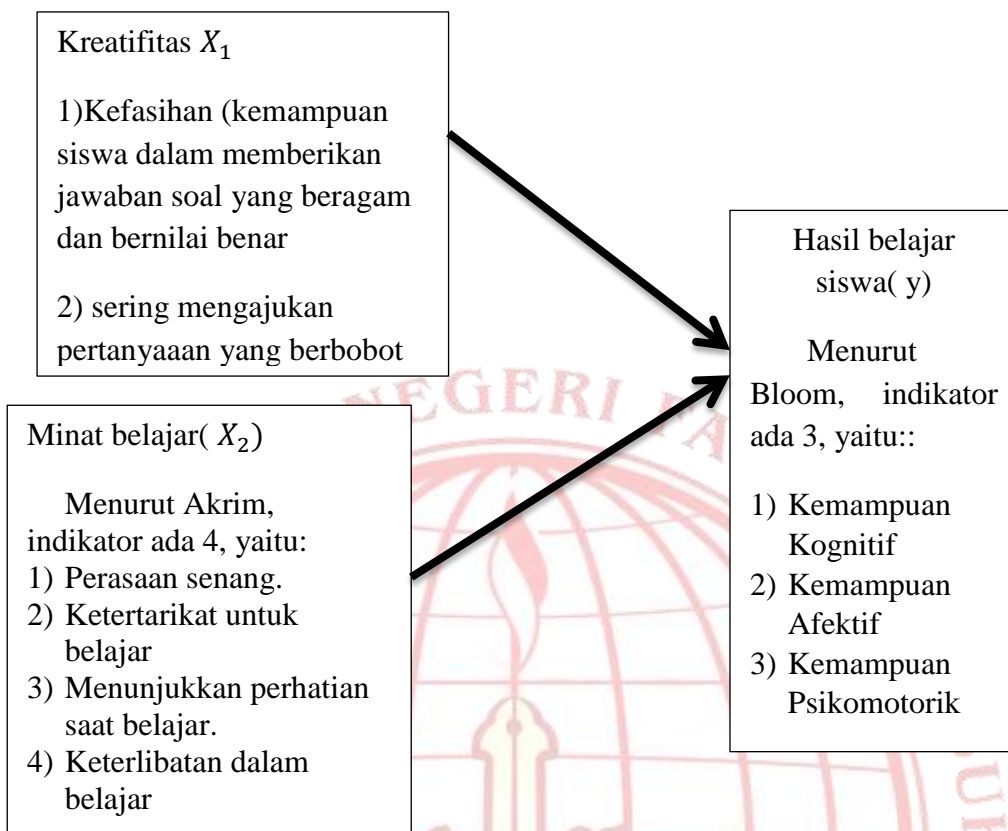 Kreatifitas X₁
1)Kefasihan (kemampuan
siswa dalam memberikan
jawaban soal yang beragam
dan bernilai benar
2) sering mengajukan
pertanyaaan yang berbobot
Minat belajar( X₂)
Menurut Akrim,
indikator ada 4, yaitu:
1) Perasaan senang.
2) Ketertarikat untuk
belajar
3) Menunjukkan perhatian
saat belajar.
4) Keterlibatan dalam
belajar
Hasil belajar
siswa( y)
Menurut
Bloom, indikator
ada 3, yaitu::
1) Kemampuan
Kognitif
2) Kemampuan
Afektif
3) Kemampuan
Psikomotorik
NEGERI